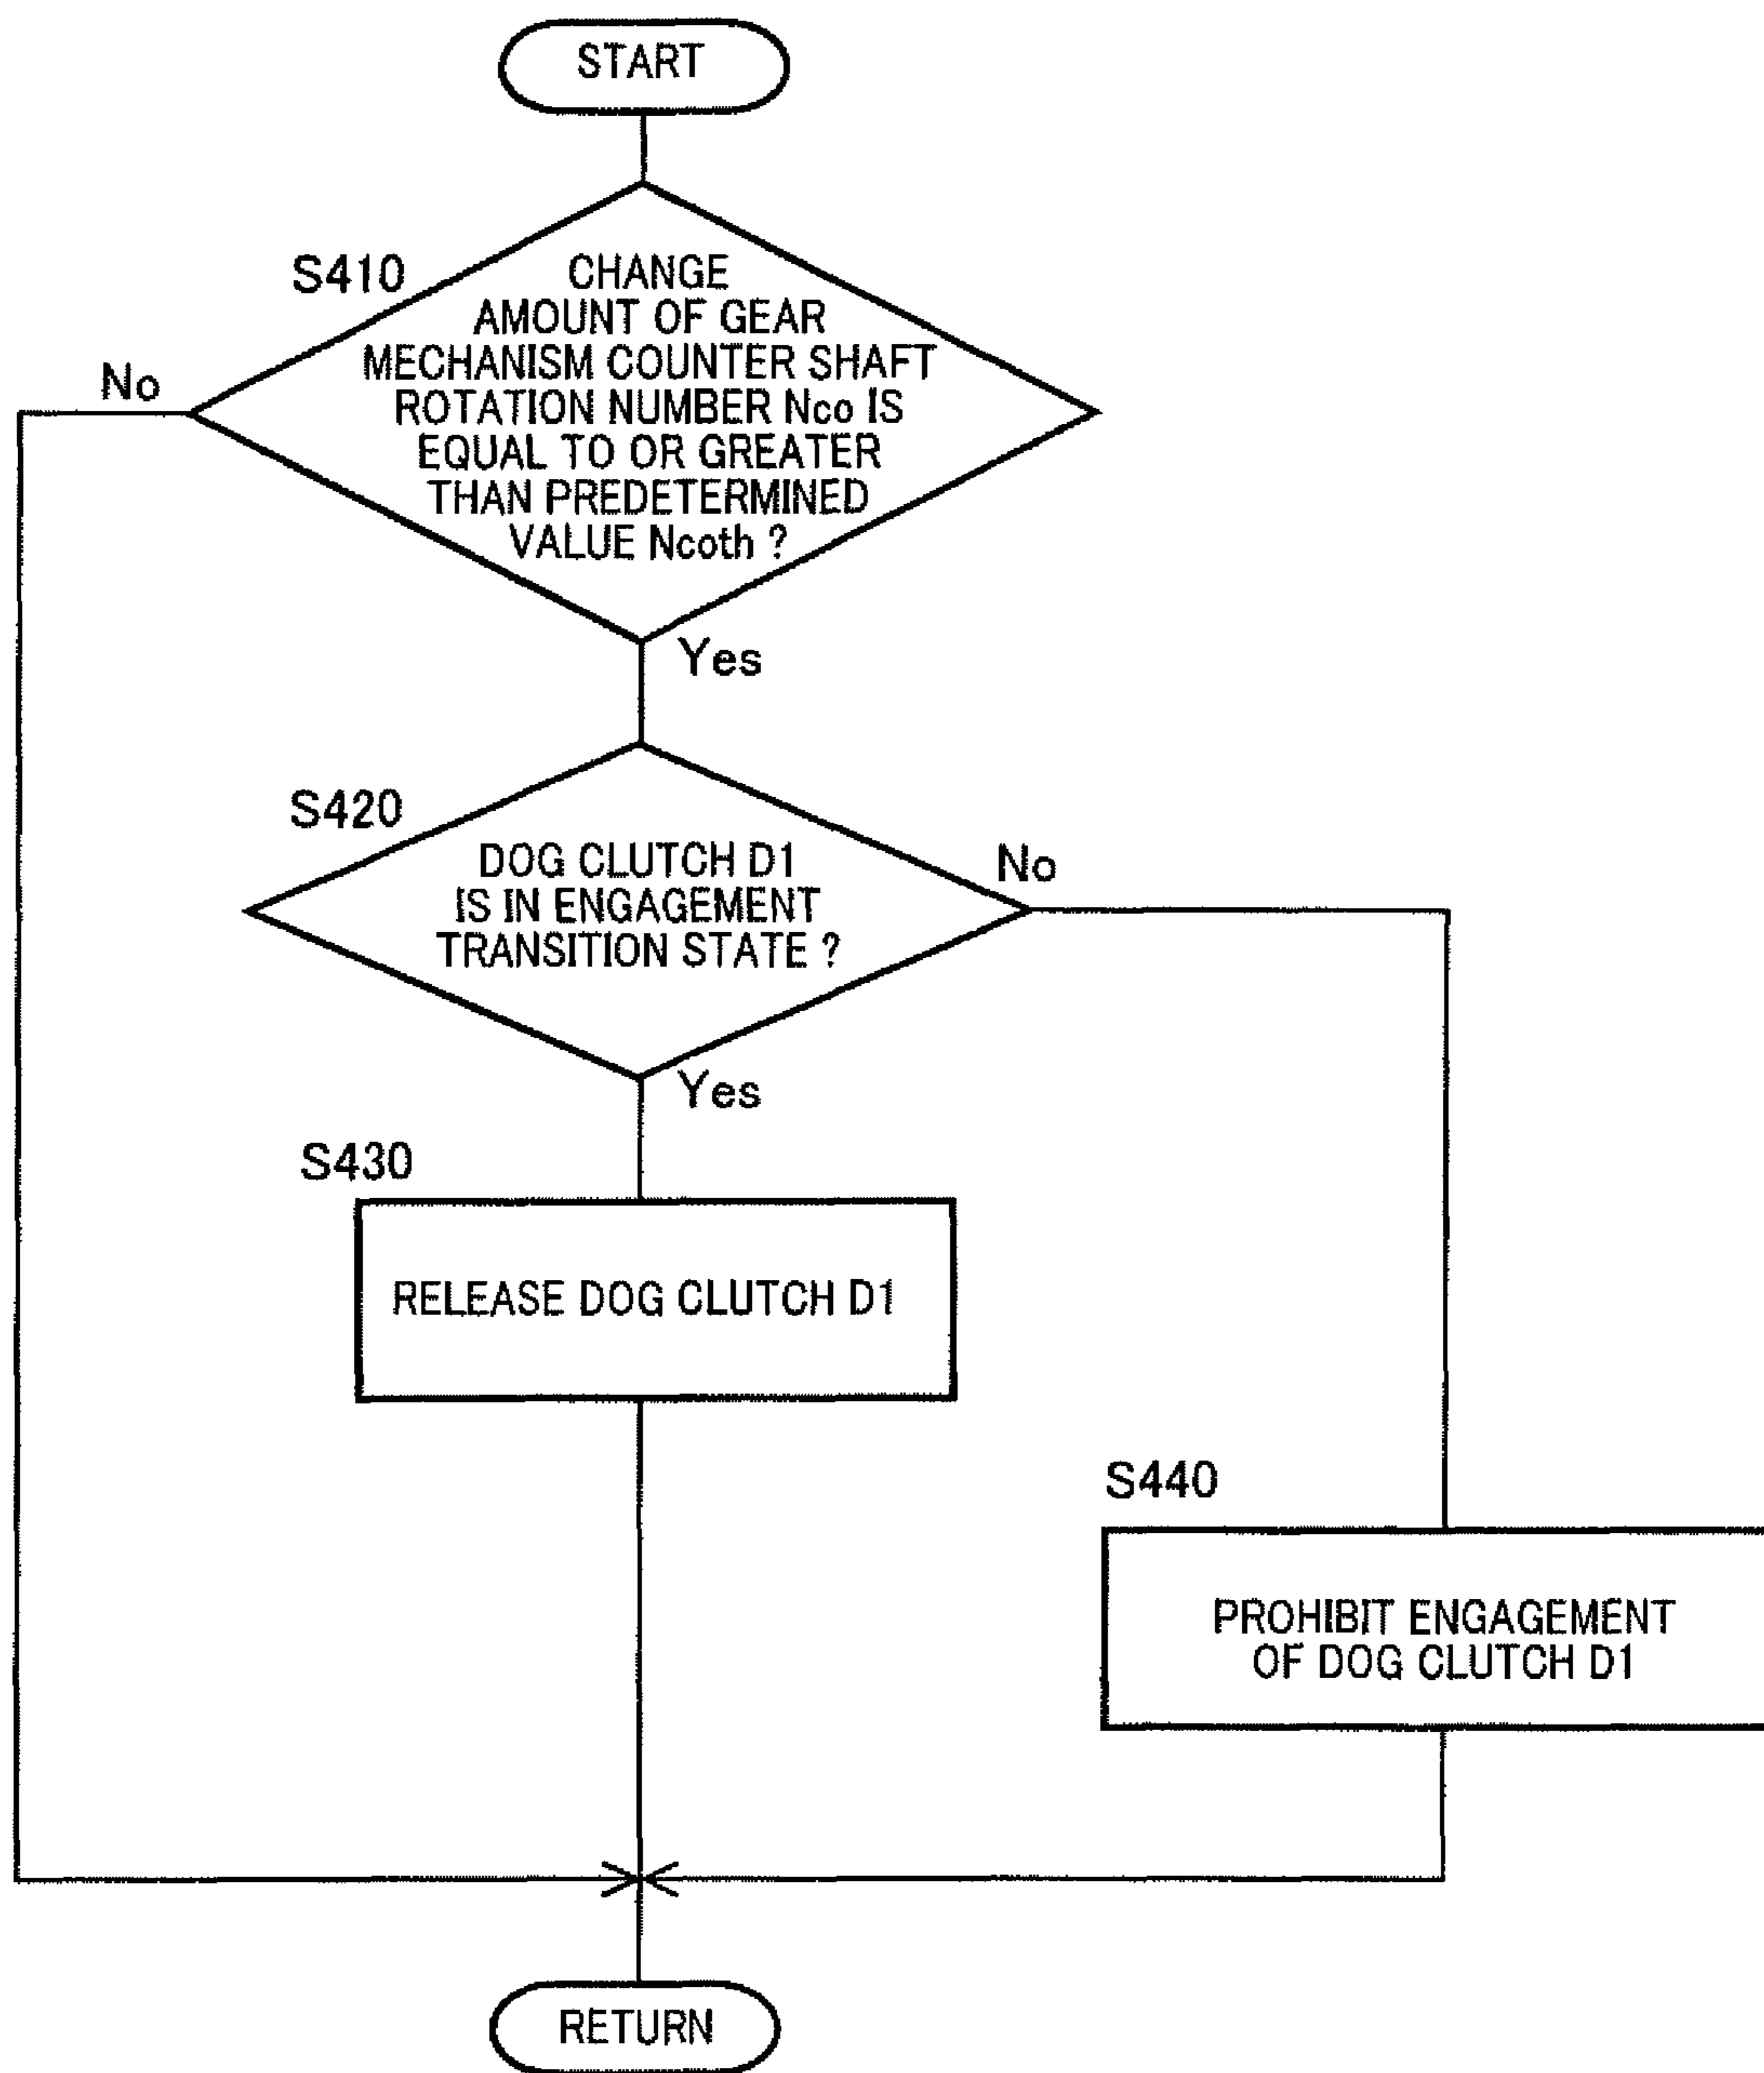 START
S410
CHANGE
AMOUNT OF GEAR
MECHANISM COUNTER SHAFT
ROTATION NUMBER Nco IS
EQUAL TO OR GREATER
THAN PREDETERMINED
VALUE Ncoth ?
No
Yes
S420
DOG CLUTCH D1
IS IN ENGAGEMENT
TRANSITION STATE ?
No
Yes
S430
RELEASE DOG CLUTCH D1
S440
PROHIBIT ENGAGEMENT
OF DOG CLUTCH D1
RETURN